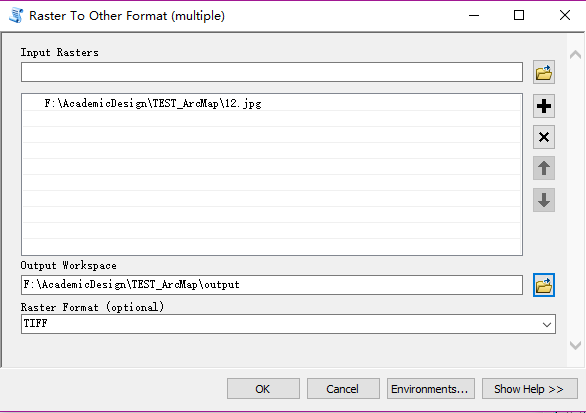 Raster To Other Format (multiple)
Input Rasters
F:\AcademicDesign\TEST_ArcMap\12.jpg
Output Workspace
F:\AcademicDesign\TEST_ArcMap\output
Raster Format (optional)
TIFF
OK Cancel Environments... Show Help >>